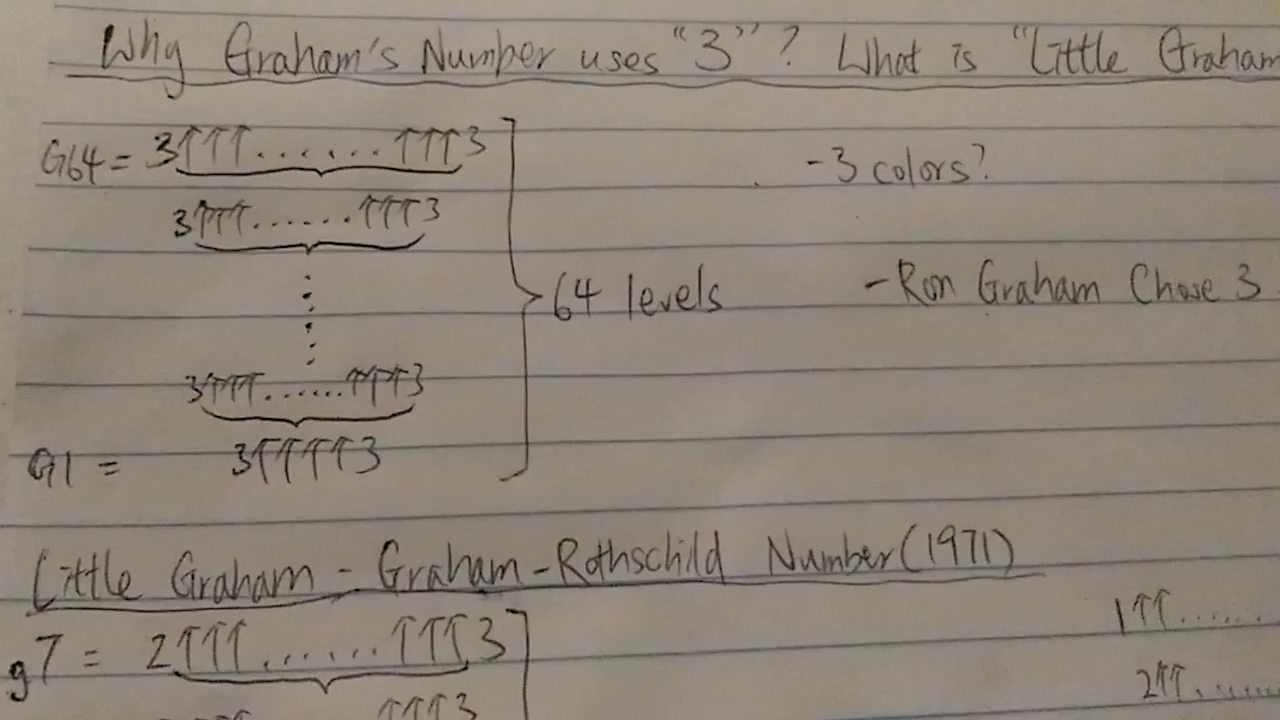 Why Graham's Number uses "3"? What is "Little Graham
G64 = 3↑↑↑......↑↑↑3
- 3 colors?
3↑↑↑......↑↑↑3
64 levels
- Ron Graham Chose 3
3↑↑↑......↑↑↑3
G1 = 3↑↑↑↑↑3
Little Graham - Graham-Rothschild Number (1971)
g7 = 2↑↑↑......↑↑↑3
1↑↑......
↑↑↑3
2↑↑......